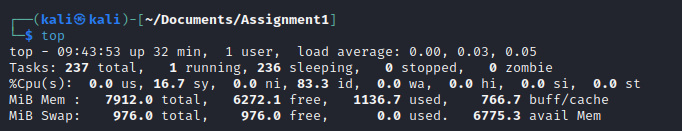 ┌──(kali㉿kali)-[~/Documents/Assignment1]
└─$ top
top - 09:43:53 up 32 min,  1 user,  load average: 0.00, 0.03, 0.05
Tasks: 237 total,   1 running, 236 sleeping,   0 stopped,   0 zombie
%Cpu(s):  0.0 us, 16.7 sy,  0.0 ni, 83.3 id,  0.0 wa,  0.0 hi,  0.0 si,  0.0 st
MiB Mem :   7912.0 total,   6272.1 free,   1136.7 used,    766.7 buff/cache
MiB Swap:    976.0 total,    976.0 free,      0.0 used.   6775.3 avail Mem